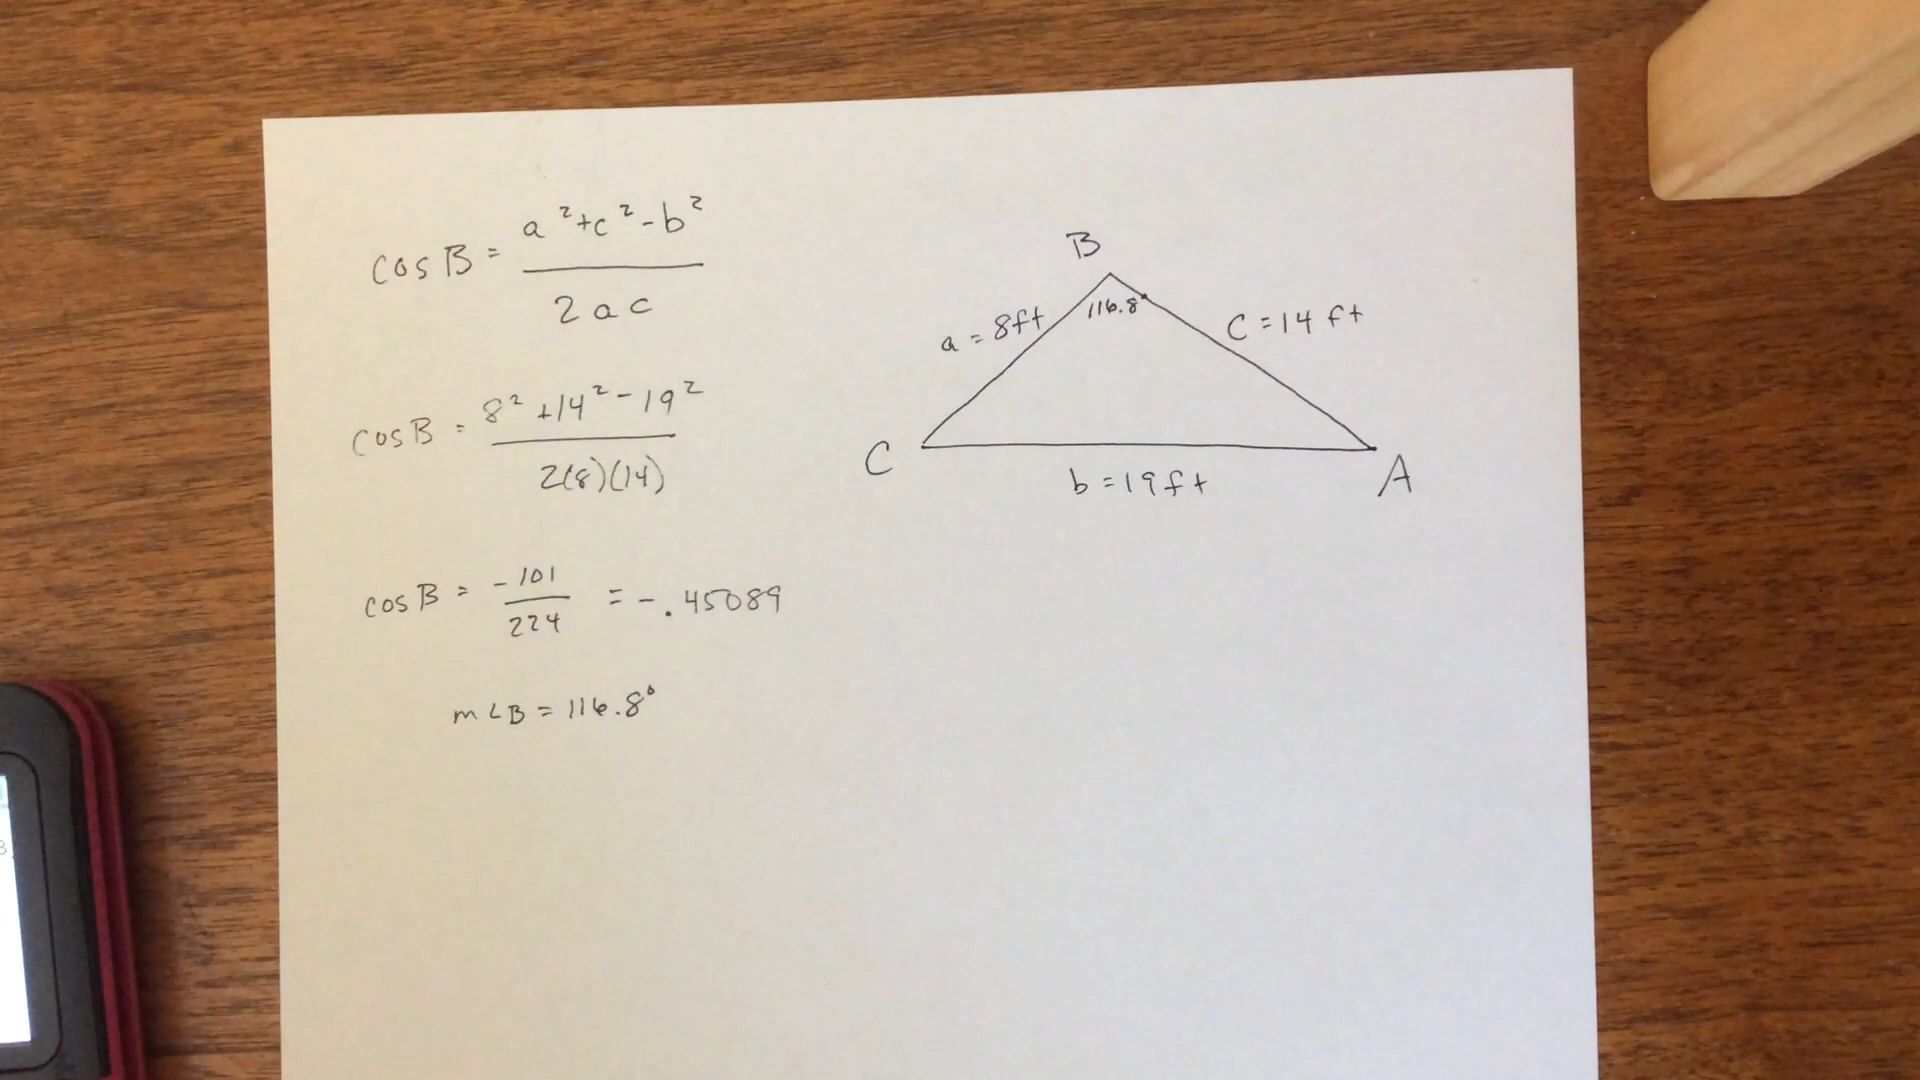 cos B = a²+c²-b² / 2ac
cos B = 8²+14²-19² / 2(8)(14)
cos B = -101 / 224 = -.45089
m∠B = 116.8°
B
116.8°
a = 8ft
c = 14 ft
C
b = 19ft
A